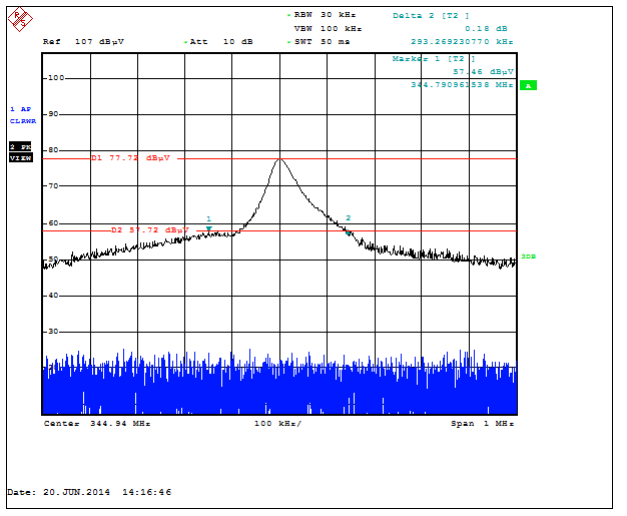 RBW 30 kHz
Delta 2 [T2 ]
VBW 100 kHz
0.18 dB
Ref 107 dBµV
Att 10 dB
SWT 50 ms
293.269230770 kHz
Marker 1 [T2 ]
57.46 dBµV
344.790961538 MHz
A
100
1 AP
CLRWR
90
2 PK
VIEW
80
D1 77.72 dBµV
70
60
1
2
D2 57.72 dBµV
50
3DB
40
30
Center 344.94 MHz
100 kHz/
Span 1 MHz
Date: 20.JUN.2014 14:16:46